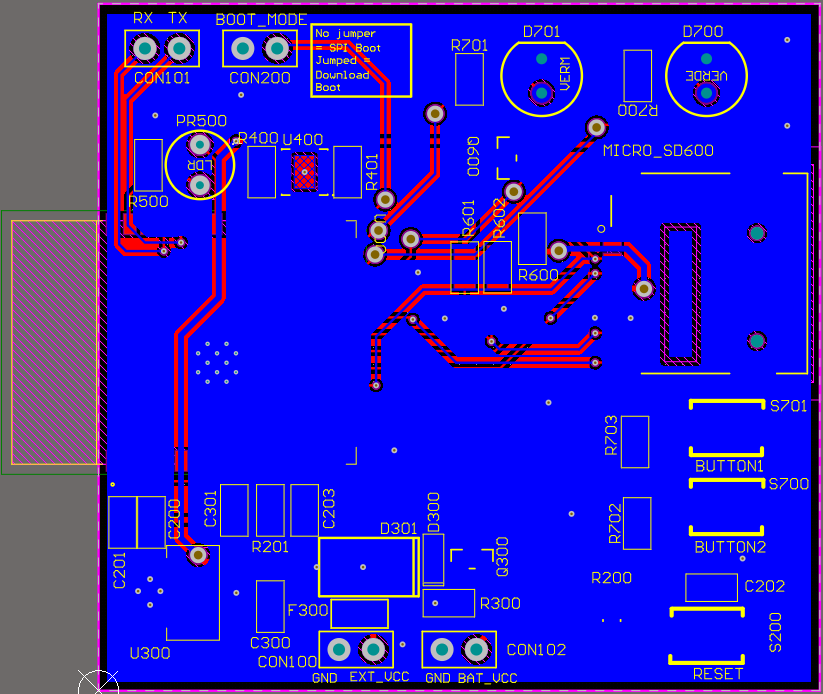 RX TX
BOOT_MODE
No jumper
= SPI Boot
Jumped =
Download
Boot
CON101
CON200
R701
D701
VERM
D700
VERDE
R700
PR500
LDR
R400
U400
R401
R500
Q600
MICRO_SD600
R601
R602
R600
S701
BUTTON1
R703
S700
BUTTON2
R702
C200
C201
C301
R201
C203
D301
D300
Q300
R200
C202
U300
C300
F300
R300
S200
RESET
CON100
CON102
GND EXT_VCC
GND BAT_VCC